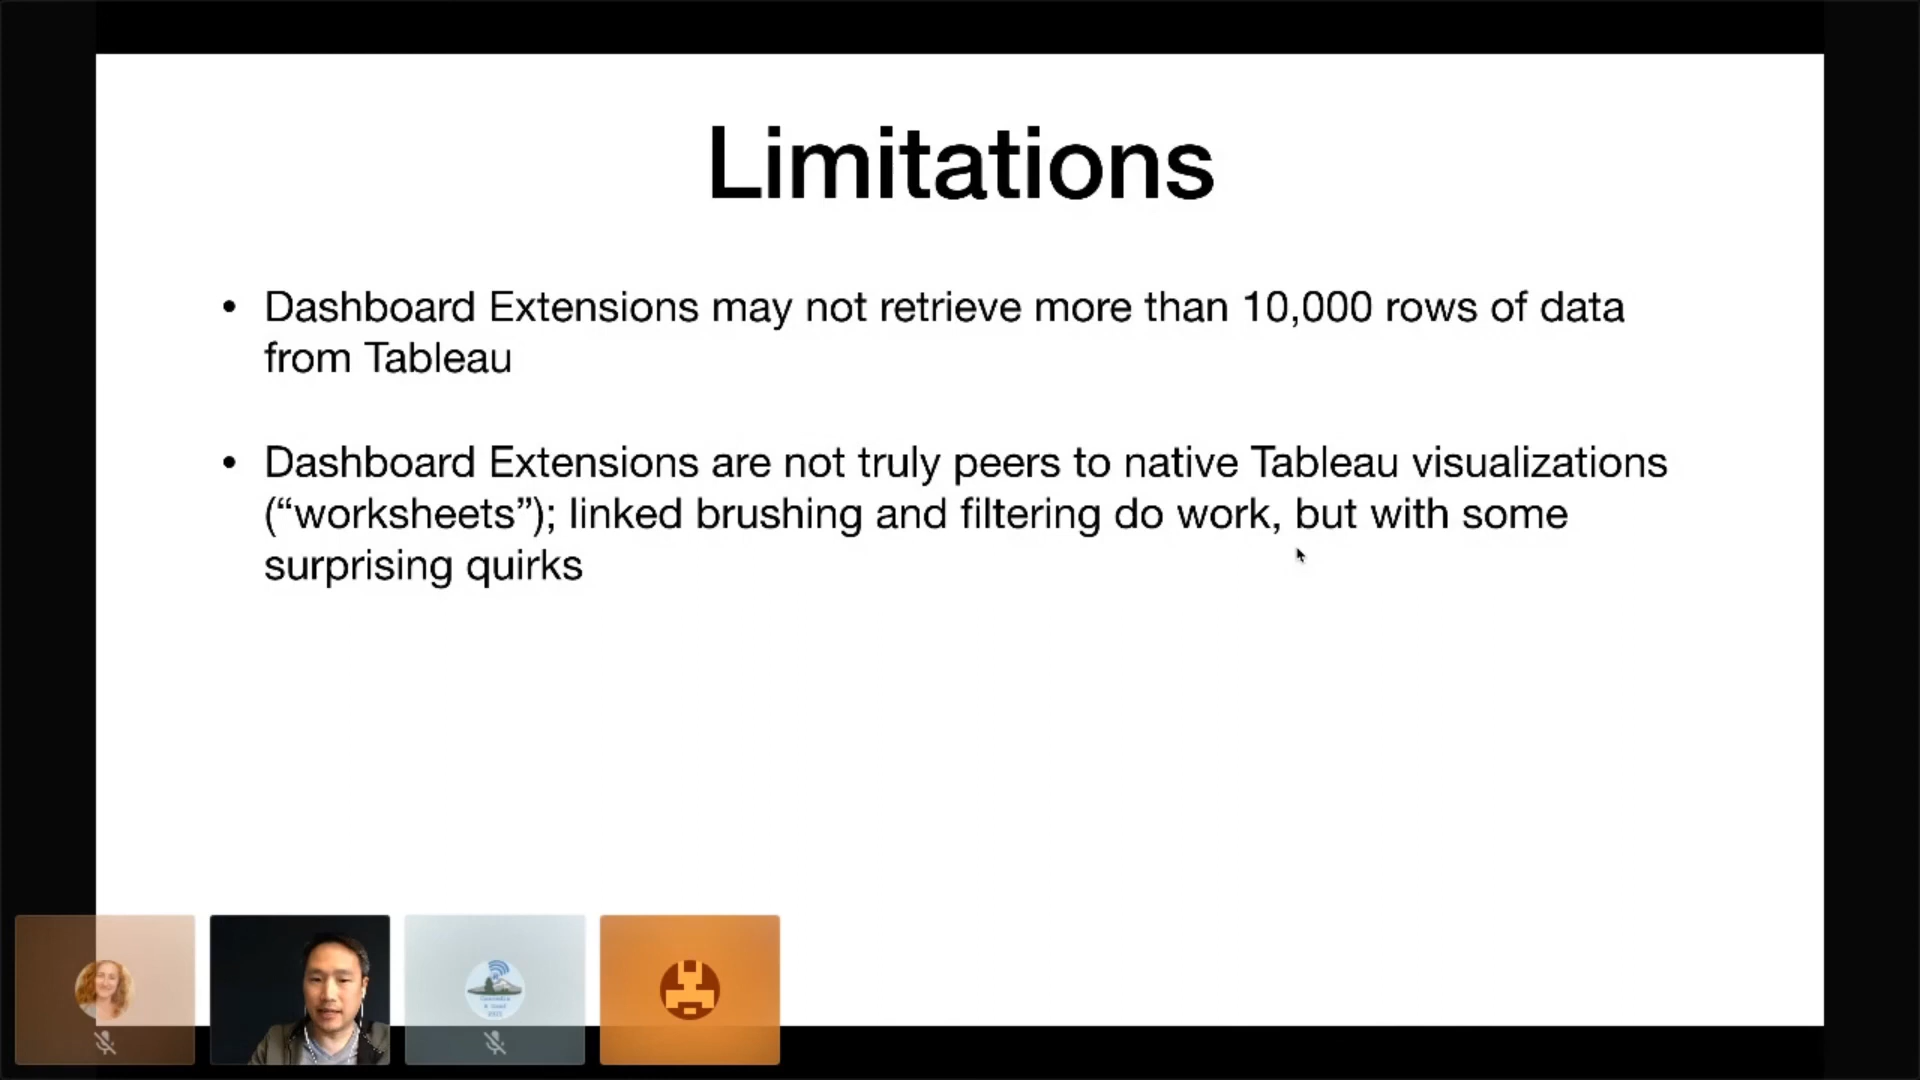 Limitations
• Dashboard Extensions may not retrieve more than 10,000 rows of data
from Tableau
• Dashboard Extensions are not truly peers to native Tableau visualizations
(“worksheets”); linked brushing and filtering do work, but with some
surprising quirks